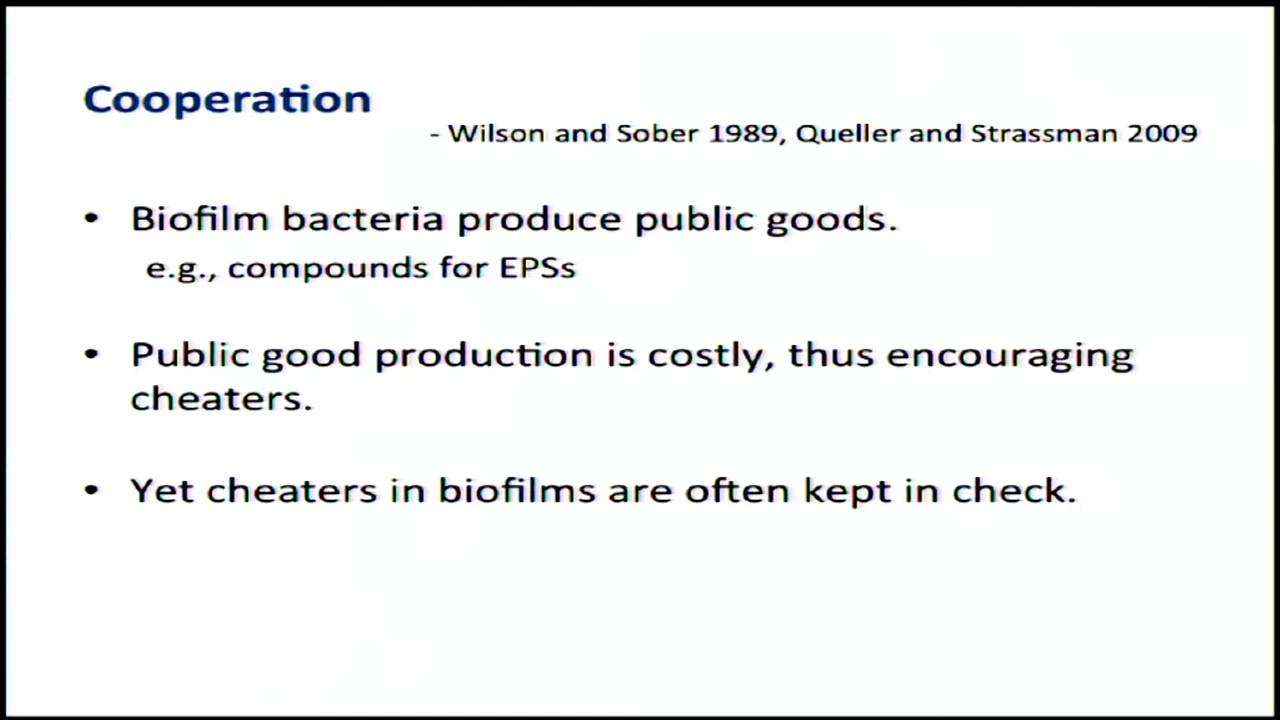 Cooperation
- Wilson and Sober 1989, Queller and Strassman 2009
• Biofilm bacteria produce public goods.
e.g., compounds for EPSs
• Public good production is costly, thus encouraging
cheaters.
• Yet cheaters in biofilms are often kept in check.